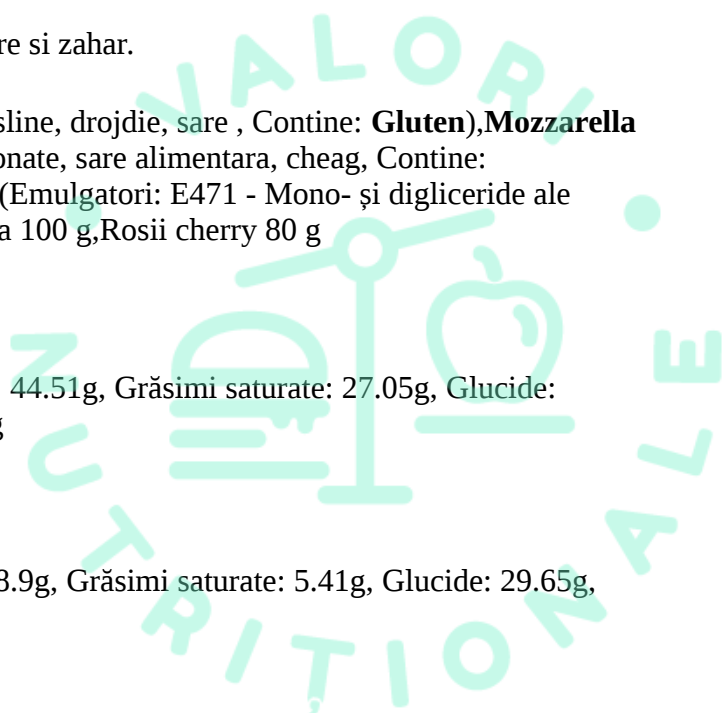 re si zahar.
sline, drojdie, sare , Contine: Gluten),Mozzarella
onate, sare alimentara, cheag, Contine:
(Emulgatori: E471 - Mono- și digliceride ale
a 100 g,Rosii cherry 80 g
44.51g, Grăsimi saturate: 27.05g, Glucide:
g
8.9g, Grăsimi saturate: 5.41g, Glucide: 29.65g,
VALORI
NUTRIȚIONALE